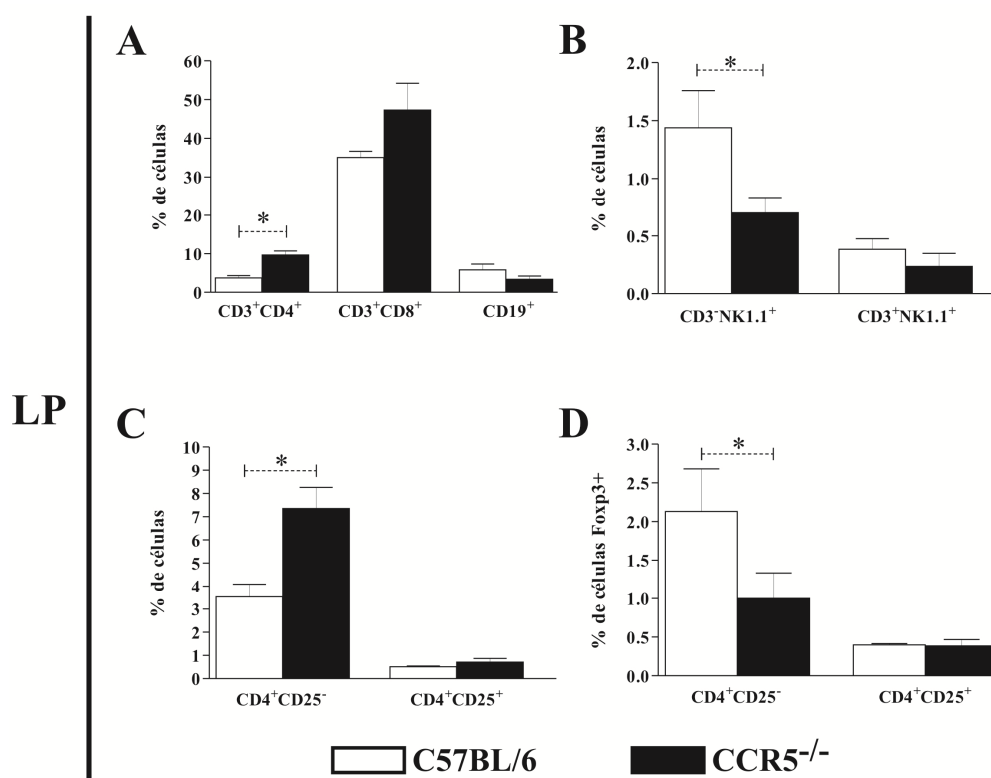 LP
A
% de células
60
50
40
30
20
10
0
*
CD3⁺CD4⁺ CD3⁺CD8⁺ CD19⁺
B
% de células
2.0
1.5
1.0
0.5
0.0
*
CD3⁻NK1.1⁺ CD3⁺NK1.1⁺
C
% de células
10
9
8
7
6
5
4
3
2
1
0
*
CD4⁺CD25⁻ CD4⁺CD25⁺
D
% de células Foxp3+
3.0
2.5
2.0
1.5
1.0
0.5
0.0
*
CD4⁺CD25⁻ CD4⁺CD25⁺
C57BL/6 CCR5⁻/⁻